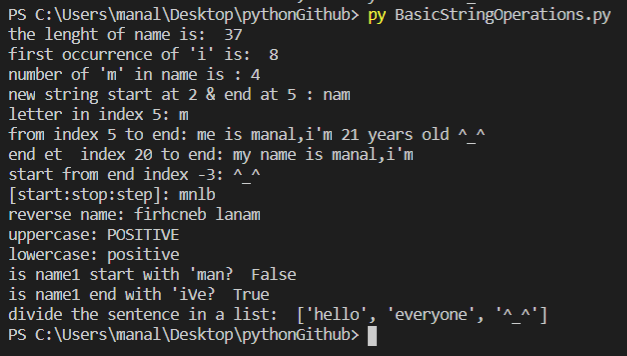 PS C:\Users\manal\Desktop\pythonGithub> py BasicStringOperations.py
the lenght of name is:  37
first occurrence of 'i' is:  8
number of 'm' in name is : 4
new string start at 2 & end at 5 : nam
letter in index 5: m
from index 5 to end: me is manal,i'm 21 years old ^_^
end et  index 20 to end: my name is manal,i'm
start from end index -3: ^_^
[start:stop:step]: mnlb
reverse name: firhcneb lanam
uppercase: POSITIVE
lowercase: positive
is name1 start with 'man?  False
is name1 end with 'iVe?  True
divide the sentence in a list:  ['hello', 'everyone', '^_^']
PS C:\Users\manal\Desktop\pythonGithub>